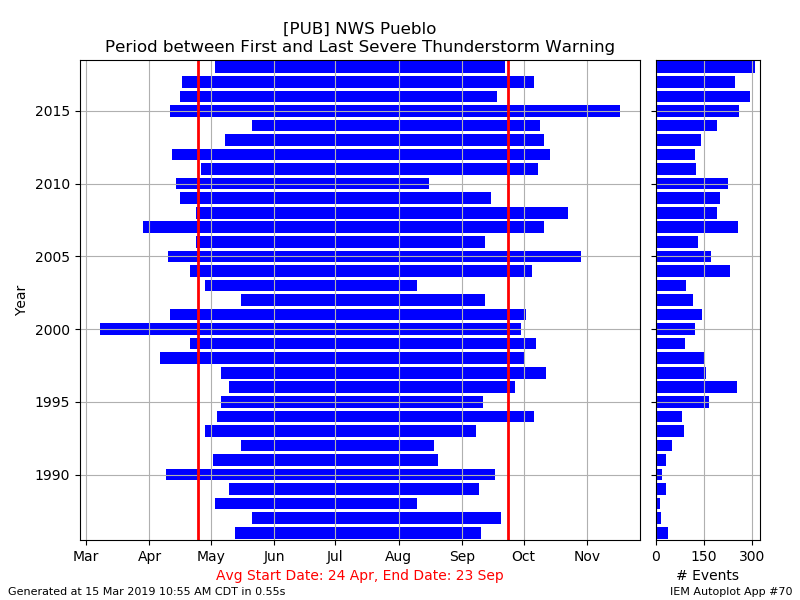 [PUB] NWS Pueblo
Period between First and Last Severe Thunderstorm Warning
Year
2015
2010
2005
2000
1995
1990
Mar Apr May Jun Jul Aug Sep Oct Nov
0 150 300
Avg Start Date: 24 Apr, End Date: 23 Sep
# Events
Generated at 15 Mar 2019 10:55 AM CDT in 0.55s
IEM Autoplot App #70